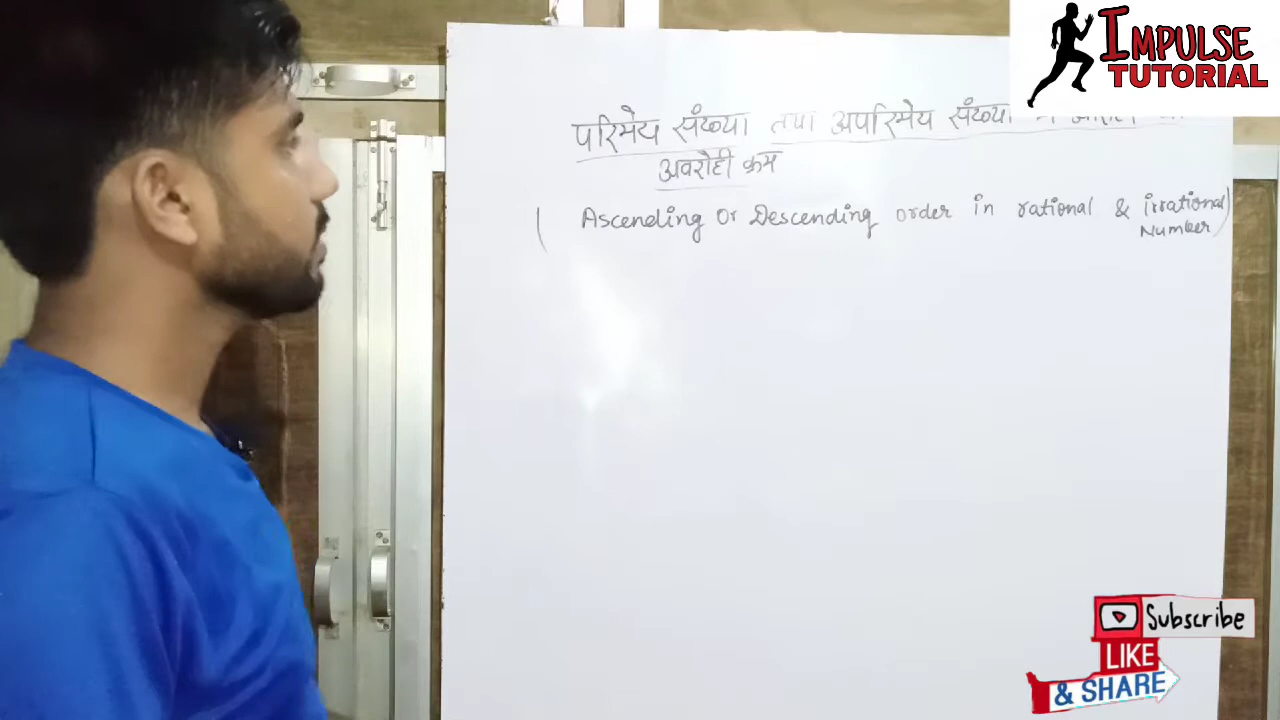 IMPULSE
TUTORIAL
परिमेय संख्या तथा अपरिमेय संख्या
अवरोही क्रम
( Ascending Or Descending order in rational & irrational
Number)
Subscribe
LIKE
& SHARE